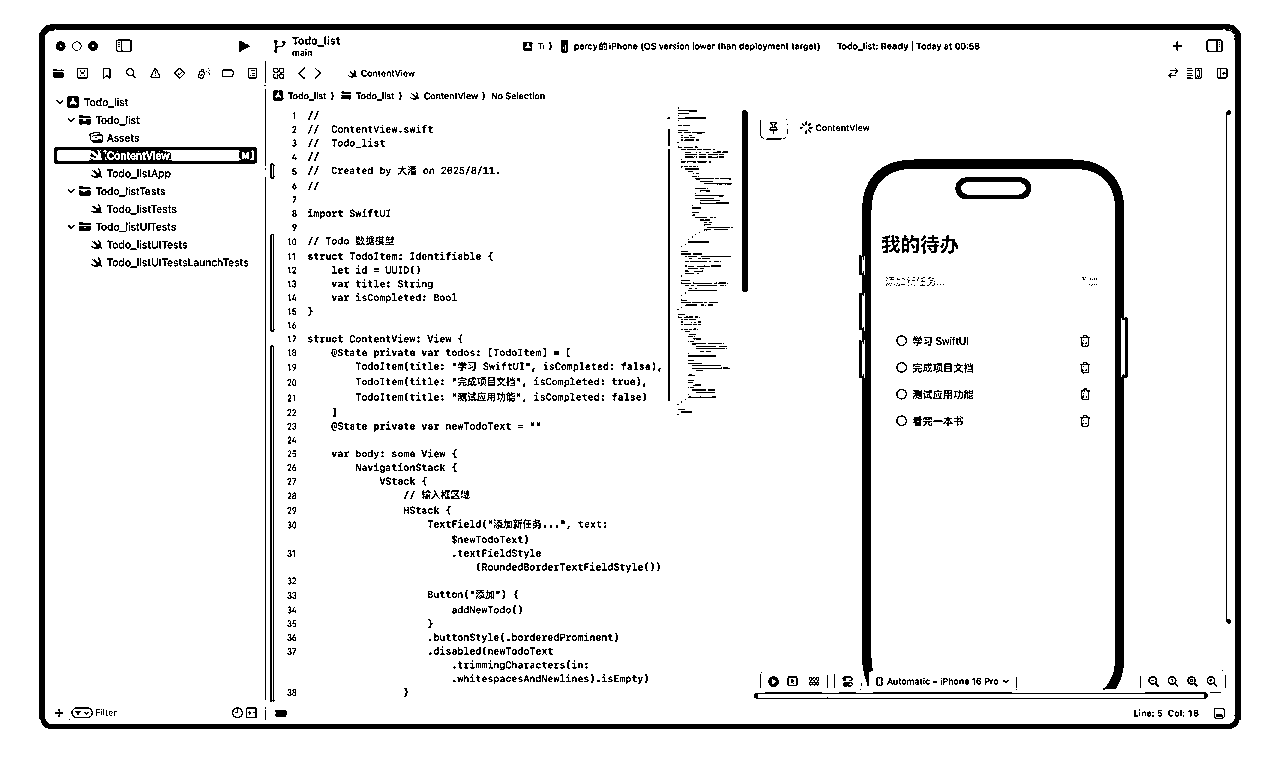 Todo_list
main
percy的iPhone (OS version lower than deployment target)
Todo_list: Ready | Today at 00:58
ContentView
Todo_list
Todo_list
Assets
ContentView
M
Todo_listApp
Todo_listTests
Todo_listTests
Todo_listUITests
Todo_listUITests
Todo_listUITestsLaunchTests
Filter
Todo_list 〉 Todo_list 〉 ContentView 〉 No Selection
1 //
2 // ContentView.swift
3 // Todo_list
4 //
5 // Created by 大潘 on 2025/8/11.
6 //
7
8 import SwiftUI
9
10 // Todo 数据模型
11 struct TodoItem: Identifiable {
12 let id = UUID()
13 var title: String
14 var isCompleted: Bool
15 }
16
17 struct ContentView: View {
18 @State private var todos: [TodoItem] = [
19 TodoItem(title: "学习 SwiftUI", isCompleted: false),
20 TodoItem(title: "完成项目文档", isCompleted: true),
21 TodoItem(title: "测试应用功能", isCompleted: false)
22 ]
23 @State private var newTodoText = ""
24
25 var body: some View {
26 NavigationStack {
27 VStack {
28 // 输入框区域
29 HStack {
30 TextField("添加新任务...", text:
$newTodoText)
31 .textFieldStyle
(RoundedBorderTextFieldStyle())
32
33 Button("添加") {
34 addNewTodo()
35 }
36 .buttonStyle(.borderedProminent)
37 .disabled(newTodoText
.trimmingCharacters(in:
.whitespacesAndNewlines).isEmpty)
38 }
ContentView
我的待办
添加新任务...
学习 SwiftUI
完成项目文档
测试应用功能
看完一本书
Automatic – iPhone 16 Pro
Line: 5 Col: 18